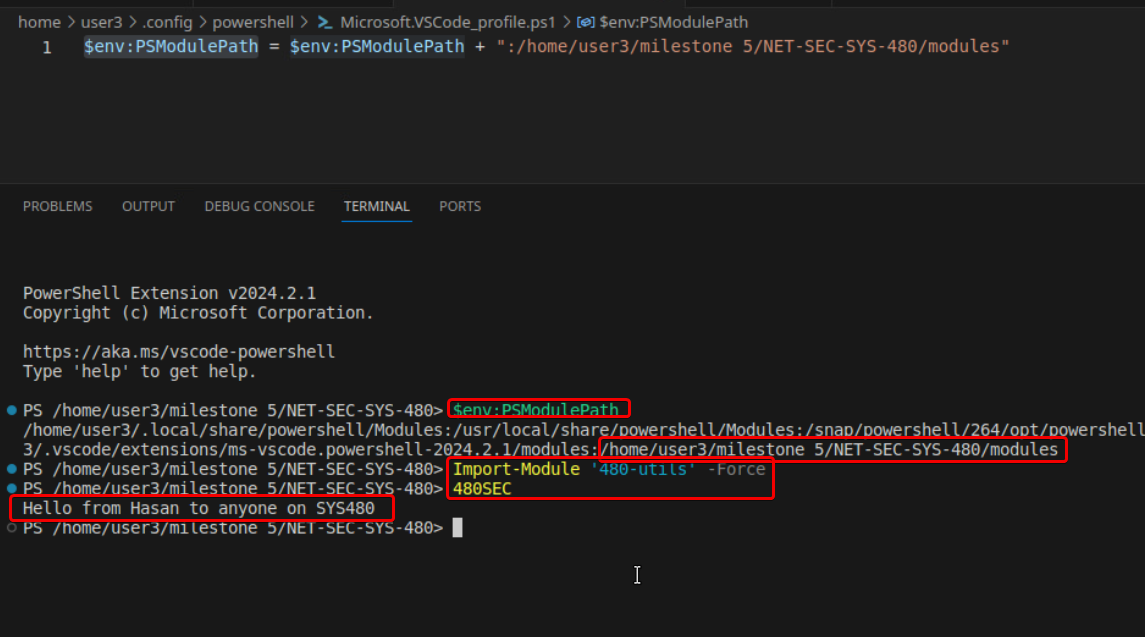 home > user3 > .config > powershell > Microsoft.VSCode_profile.ps1 > $env:PSModulePath
1 $env:PSModulePath = $env:PSModulePath + ":/home/user3/milestone 5/NET-SEC-SYS-480/modules"
PROBLEMS OUTPUT DEBUG CONSOLE TERMINAL PORTS
PowerShell Extension v2024.2.1
Copyright (c) Microsoft Corporation.
https://aka.ms/vscode-powershell
Type 'help' to get help.
PS /home/user3/milestone 5/NET-SEC-SYS-480> $env:PSModulePath
/home/user3/.local/share/powershell/Modules:/usr/local/share/powershell/Modules:/snap/powershell/264/opt/powershell
3/.vscode/extensions/ms-vscode.powershell-2024.2.1/modules:/home/user3/milestone 5/NET-SEC-SYS-480/modules
PS /home/user3/milestone 5/NET-SEC-SYS-480> Import-Module '480-utils' -Force
PS /home/user3/milestone 5/NET-SEC-SYS-480> 480SEC
Hello from Hasan to anyone on SYS480
PS /home/user3/milestone 5/NET-SEC-SYS-480>